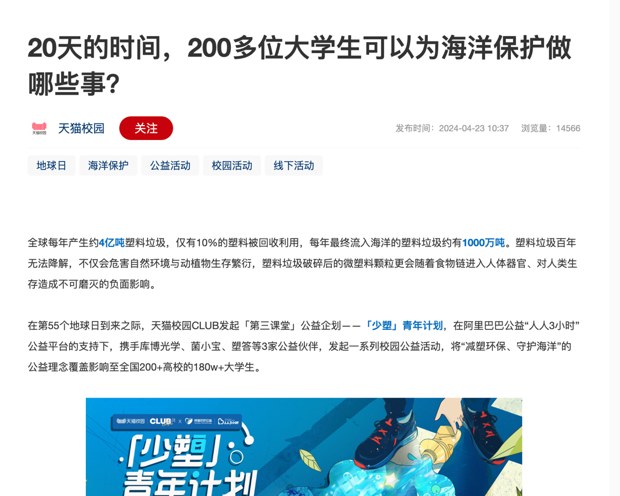 20天的时间，200多位大学生可以为海洋保护做
哪些事?
天猫校园 关注 发布时间：2024-04-23 10:37 浏览量：14566
地球日 海洋保护 公益活动 校园活动 线下活动
全球每年产生约4亿吨塑料垃圾，仅有10%的塑料被回收利用，每年最终流入海洋的塑料垃圾约有1000万吨。塑料垃圾百年
无法降解，不仅会危害自然环境与动植物生存繁衍，塑料垃圾破碎后的微塑料颗粒更会随着食物链进入人体器官、对人类生
存造成不可磨灭的负面影响。
在第55个地球日到来之际，天猫校园CLUB发起「第三课堂」公益企划——「少塑」青年计划，在阿里巴巴公益“人人3小时”
公益平台的支持下，携手库博光学、菌小宝、塑答等3家公益伙伴，发起一系列校园公益活动，将“减塑环保、守护海洋”的
公益理念覆盖影响至全国200+高校的180w+大学生。
天猫校园 CLUB
「少塑」
青年计划